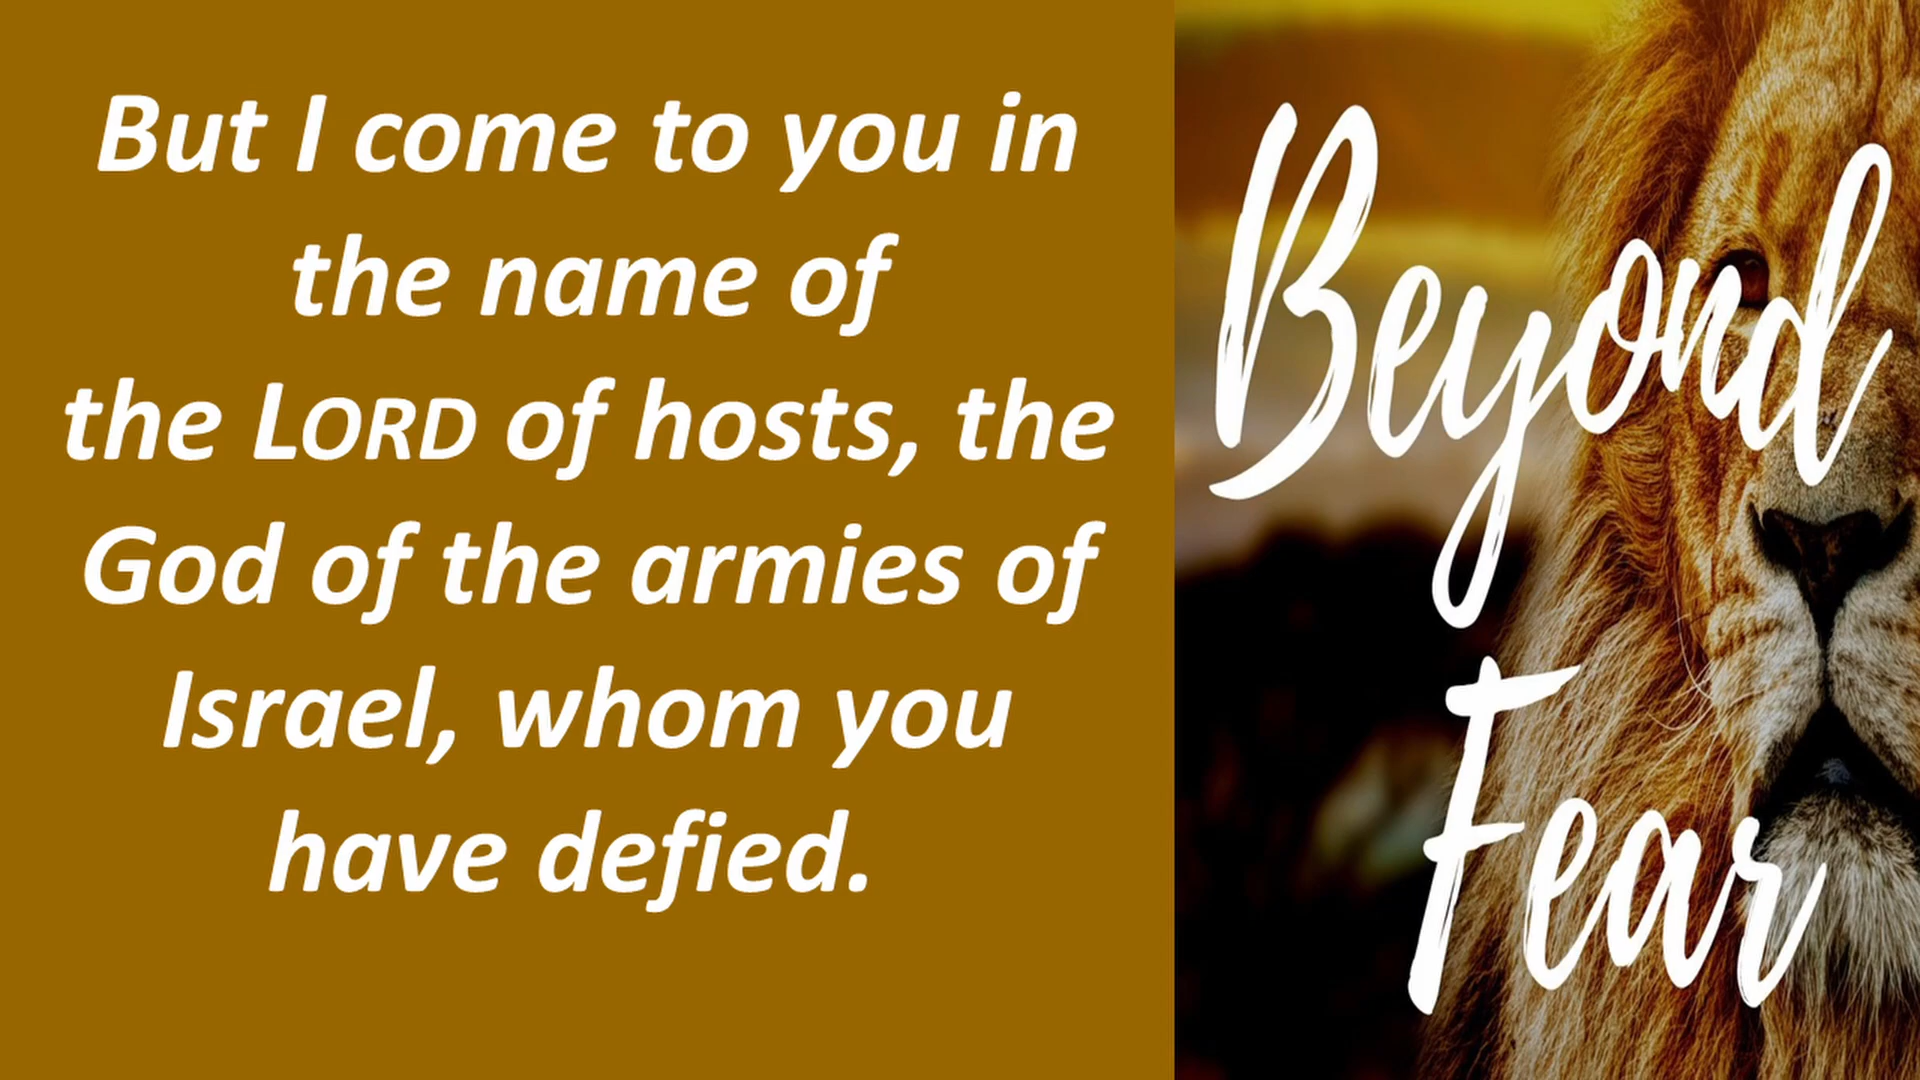 But I come to you in
the name of
the LORD of hosts, the
God of the armies of
Israel, whom you
have defied.
Beyond
Fear